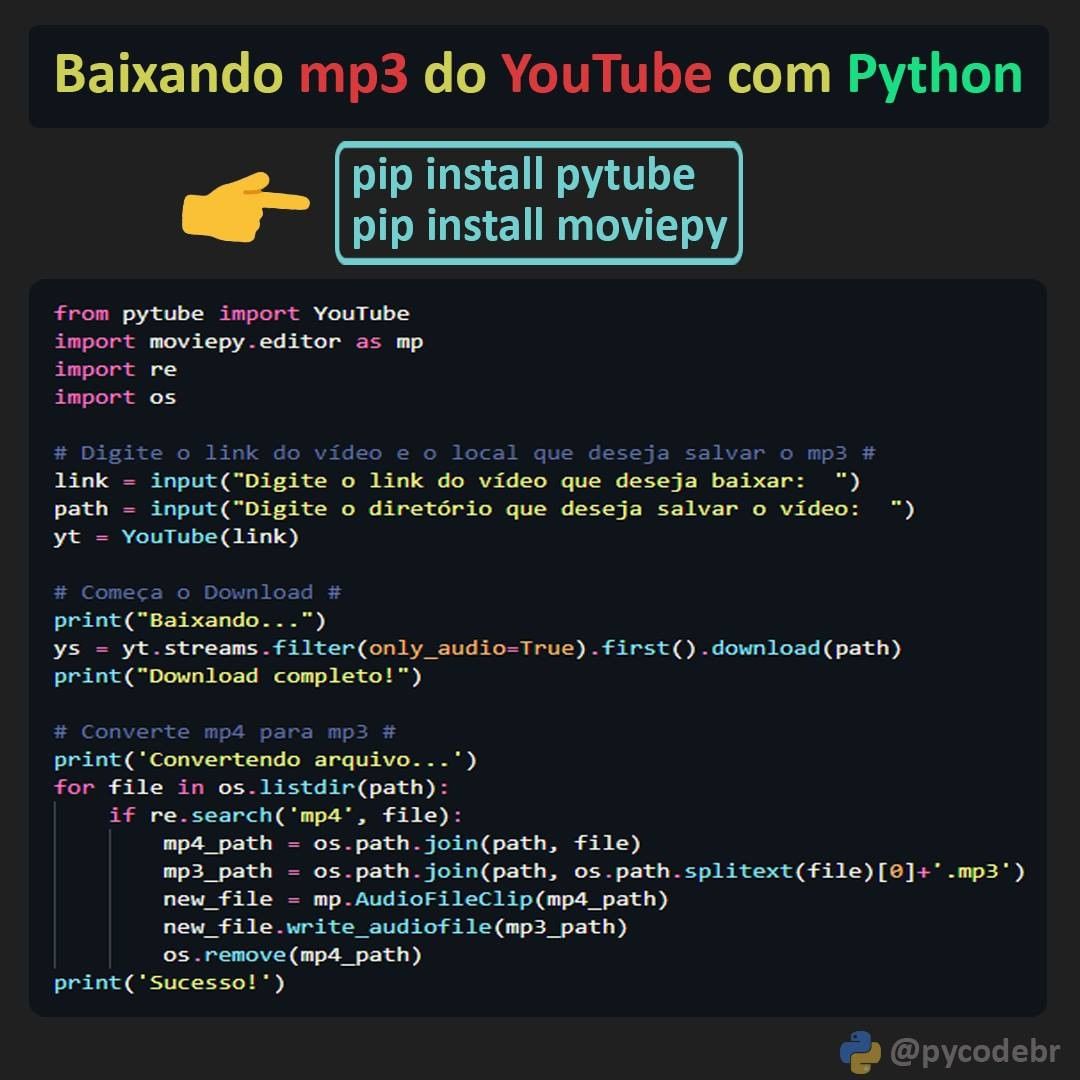 Baixando mp3 do YouTube com Python
pip install pytube
pip install moviepy
from pytube import YouTube
import moviepy.editor as mp
import re
import os
# Digite o link do vídeo e o local que deseja salvar o mp3 #
link = input("Digite o link do vídeo que deseja baixar:  ")
path = input("Digite o diretório que deseja salvar o vídeo:  ")
yt = YouTube(link)
# Começa o Download #
print("Baixando...")
ys = yt.streams.filter(only_audio=True).first().download(path)
print("Download completo!")
# Converte mp4 para mp3 #
print('Convertendo arquivo...')
for file in os.listdir(path):
    if re.search('mp4', file):
        mp4_path = os.path.join(path, file)
        mp3_path = os.path.join(path, os.path.splitext(file)[0]+'.mp3')
        new_file = mp.AudioFileClip(mp4_path)
        new_file.write_audiofile(mp3_path)
        os.remove(mp4_path)
print('Sucesso!')
@pycodebr